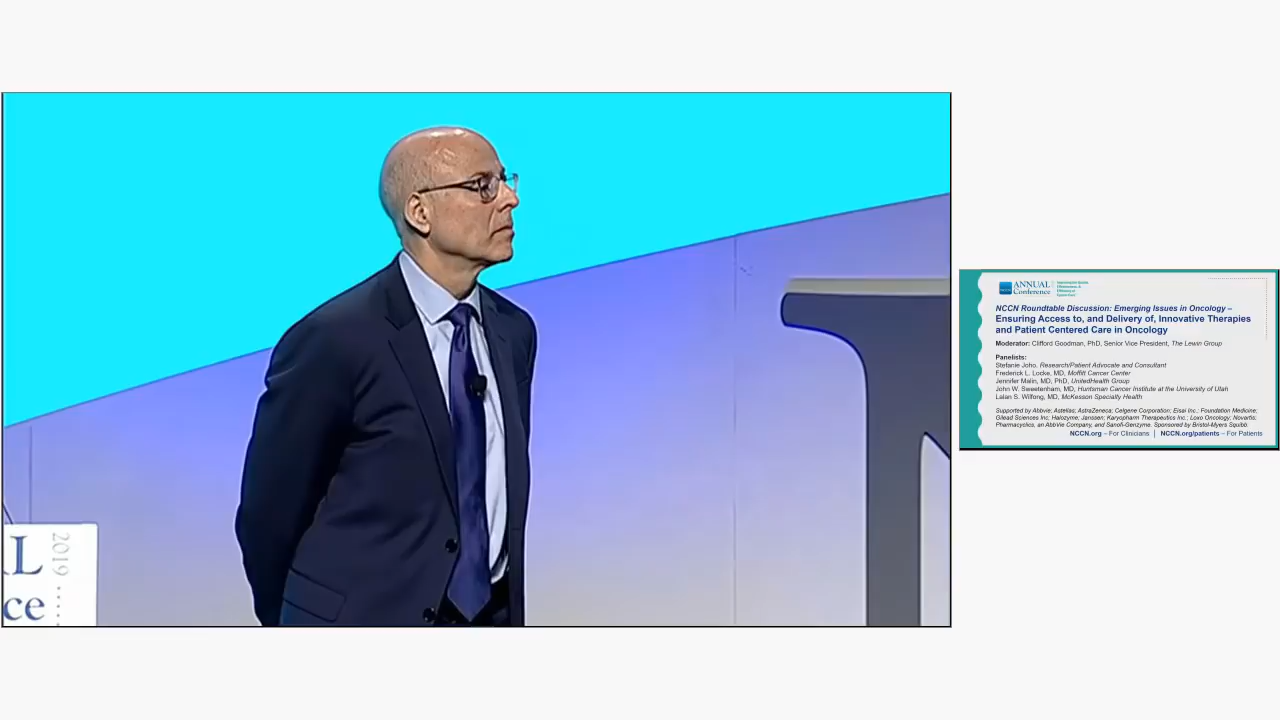 L
2019
ce
ANNUAL
Conference
NCCN Roundtable Discussion: Emerging Issues in Oncology –
Ensuring Access to, and Delivery of, Innovative Therapies
and Patient Centered Care in Oncology
Moderator: Clifford Goodman, PhD, Senior Vice President, The Lewin Group
Panelists:
Stefanie Joho, Research/Patient Advocate and Consultant
Frederick L. Locke, MD, Moffitt Cancer Center
Jennifer Malin, MD, PhD, UnitedHealth Group
John W. Sweetenham, MD, Huntsman Cancer Institute at the University of Utah
Lalan S. Wilfong, MD, McKesson Specialty Health
Supported by Abbvie; Astellas; AstraZeneca; Celgene Corporation; Eisai Inc.; Foundation Medicine;
Gilead Sciences Inc; Halozyme; Janssen; Karyopharm Therapeutics Inc.; Loxo Oncology; Novartis;
Pharmacyclics, an AbbVie Company, and Sanofi-Genzyme. Sponsored by Bristol-Myers Squibb.
NCCN.org – For Clinicians | NCCN.org/patients – For Patients